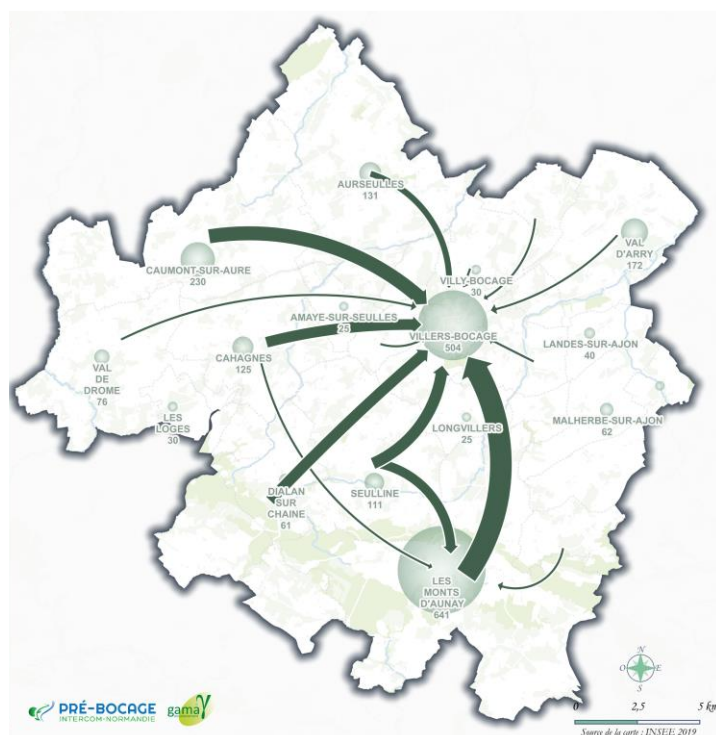 AURSEULLES
131
VAL
D'ARRY
172
CAUMONT-SUR-AURE
230
VILLY-BOCAGE
30
AMAYE-SUR-SEULLES
25
VILLERS-BOCAGE
504
LANDES-SUR-AJON
40
CAHAGNES
125
VAL
DE
DROME
76
LES
LOGES
30
LONGVILLERS
25
MALHERBE-SUR-AJON
62
DIALAN
SUR
CHAINE
61
SEULLINE
111
LES
MONTS
D'AUNAY
641
N
O E
S
PRÉ-BOCAGE
INTERCOM-NORMANDIE
gama
0 2,5 5 km
Source de la carte : INSEE, 2019